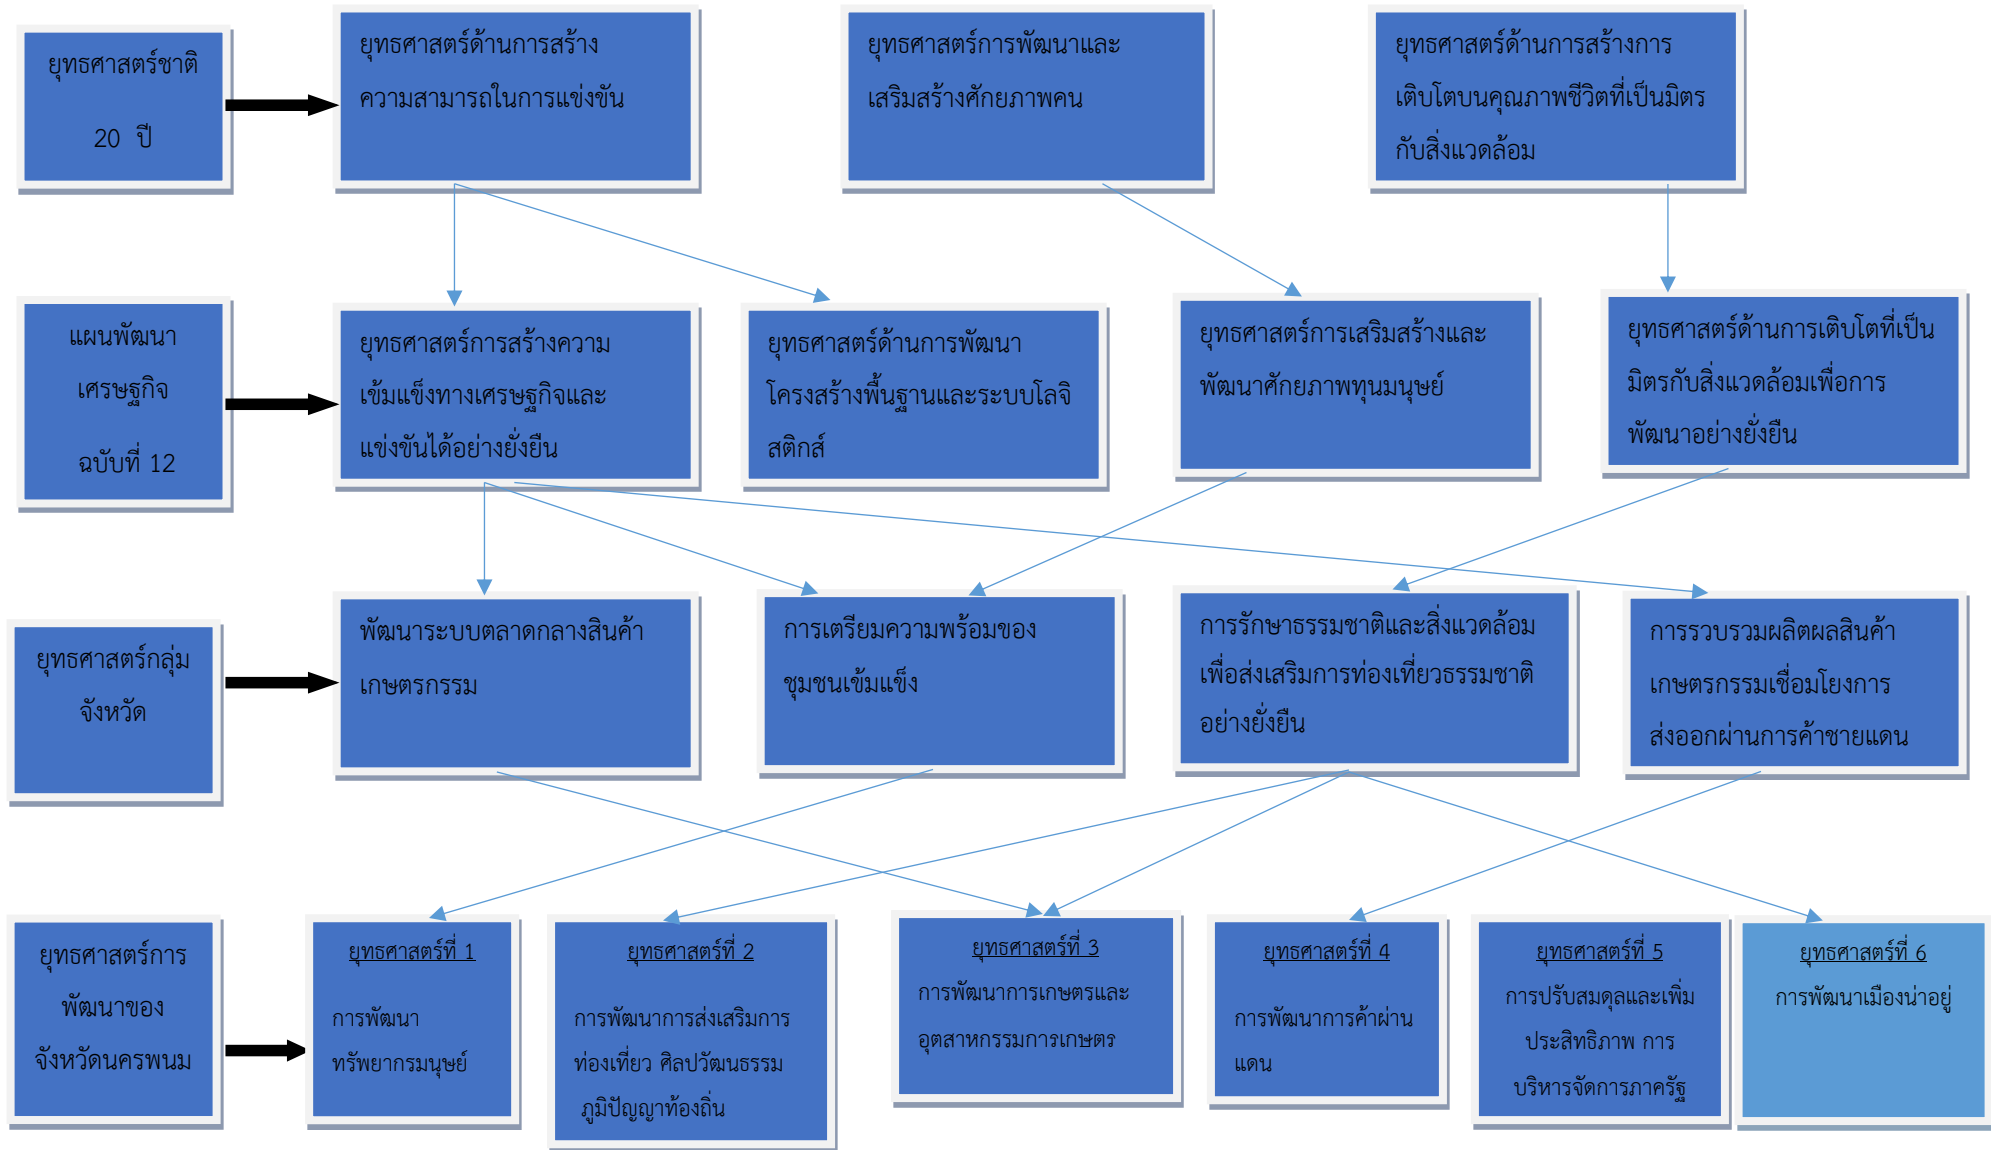 ยุทธศาสตร์ชาติ
20 ปี
ยุทธศาสตร์ด้านการสร้าง
ความสามารถในการแข่งขัน
ยุทธศาสตร์การพัฒนาและ
เสริมสร้างศักยภาพคน
ยุทธศาสตร์ด้านการสร้างการ
เติบโตบนคุณภาพชีวิตที่เป็นมิตร
กับสิ่งแวดล้อม
แผนพัฒนา
เศรษฐกิจ
ฉบับที่ 12
ยุทธศาสตร์การสร้างความ
เข้มแข็งทางเศรษฐกิจและ
แข่งขันได้อย่างยั่งยืน
ยุทธศาสตร์ด้านการพัฒนา
โครงสร้างพื้นฐานและระบบโลจิ
สติกส์
ยุทธศาสตร์การเสริมสร้างและ
พัฒนาศักยภาพทุนมนุษย์
ยุทธศาสตร์ด้านการเติบโตที่เป็น
มิตรกับสิ่งแวดล้อมเพื่อการ
พัฒนาอย่างยั่งยืน
ยุทธศาสตร์กลุ่ม
จังหวัด
พัฒนาระบบตลาดกลางสินค้า
เกษตรกรรม
การเตรียมความพร้อมของ
ชุมชนเข้มแข็ง
การรักษาธรรมชาติและสิ่งแวดล้อม
เพื่อส่งเสริมการท่องเที่ยวธรรมชาติ
อย่างยั่งยืน
การรวบรวมผลิตผลสินค้า
เกษตรกรรมเชื่อมโยงการ
ส่งออกผ่านการค้าชายแดน
ยุทธศาสตร์การ
พัฒนาของ
จังหวัดนครพนม
ยุทธศาสตร์ที่ 1
การพัฒนา
ทรัพยากรมนุษย์
ยุทธศาสตร์ที่ 2
การพัฒนาการส่งเสริมการ
ท่องเที่ยว ศิลปวัฒนธรรม
ภูมิปัญญาท้องถิ่น
ยุทธศาสตร์ที่ 3
การพัฒนาการเกษตรและ
อุตสาหกรรมการเกษตร
ยุทธศาสตร์ที่ 4
การพัฒนาการค้าผ่าน
แดน
ยุทธศาสตร์ที่ 5
การปรับสมดุลและเพิ่ม
ประสิทธิภาพ การ
บริหารจัดการภาครัฐ
ยุทธศาสตร์ที่ 6
การพัฒนาเมืองน่าอยู่